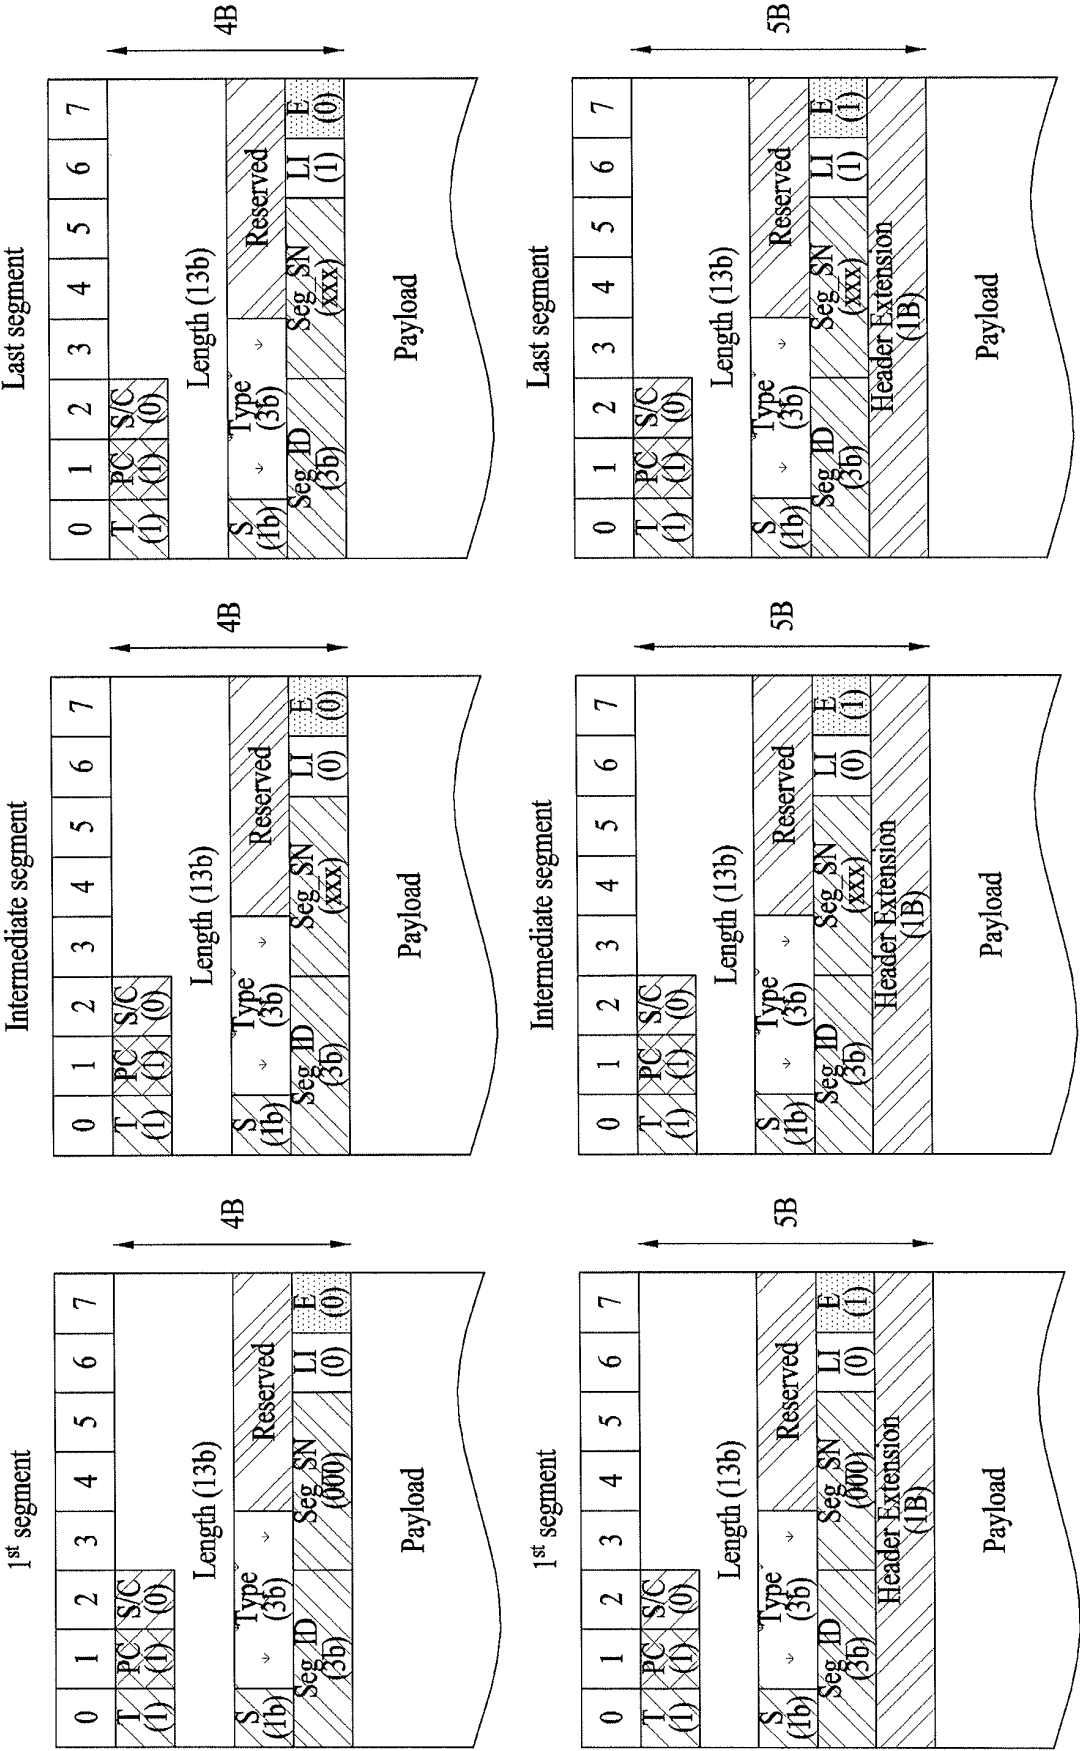 1st segment
0 1 2 3 4 5 6 7
T PC S/C
(1) (1) (0)
Length (13b)
S Type Reserved
(1b) (3b)
Seg_ID Seg_SN LI E
(3b) (000) (0) (0)
Payload
4B
Intermediate segment
0 1 2 3 4 5 6 7
T PC S/C
(1) (1) (0)
Length (13b)
S Type Reserved
(1b) (3b)
Seg_ID Seg_SN LI E
(3b) (xxx) (0) (0)
Payload
4B
Last segment
0 1 2 3 4 5 6 7
T PC S/C
(1) (1) (0)
Length (13b)
S Type Reserved
(1b) (3b)
Seg_ID Seg_SN LI E
(3b) (xxx) (1) (0)
Payload
4B
1st segment
0 1 2 3 4 5 6 7
T PC S/C
(1) (1) (0)
Length (13b)
S Type Reserved
(1b) (3b)
Seg_ID Seg_SN LI E
(3b) (000) (0) (1)
Header Extension
(1B)
Payload
5B
Intermediate segment
0 1 2 3 4 5 6 7
T PC S/C
(1) (1) (0)
Length (13b)
S Type Reserved
(1b) (3b)
Seg_ID Seg_SN LI E
(3b) (xxx) (0) (1)
Header Extension
(1B)
Payload
5B
Last segment
0 1 2 3 4 5 6 7
T PC S/C
(1) (1) (0)
Length (13b)
S Type Reserved
(1b) (3b)
Seg_ID Seg_SN LI E
(3b) (xxx) (1) (1)
Header Extension
(1B)
Payload
5B